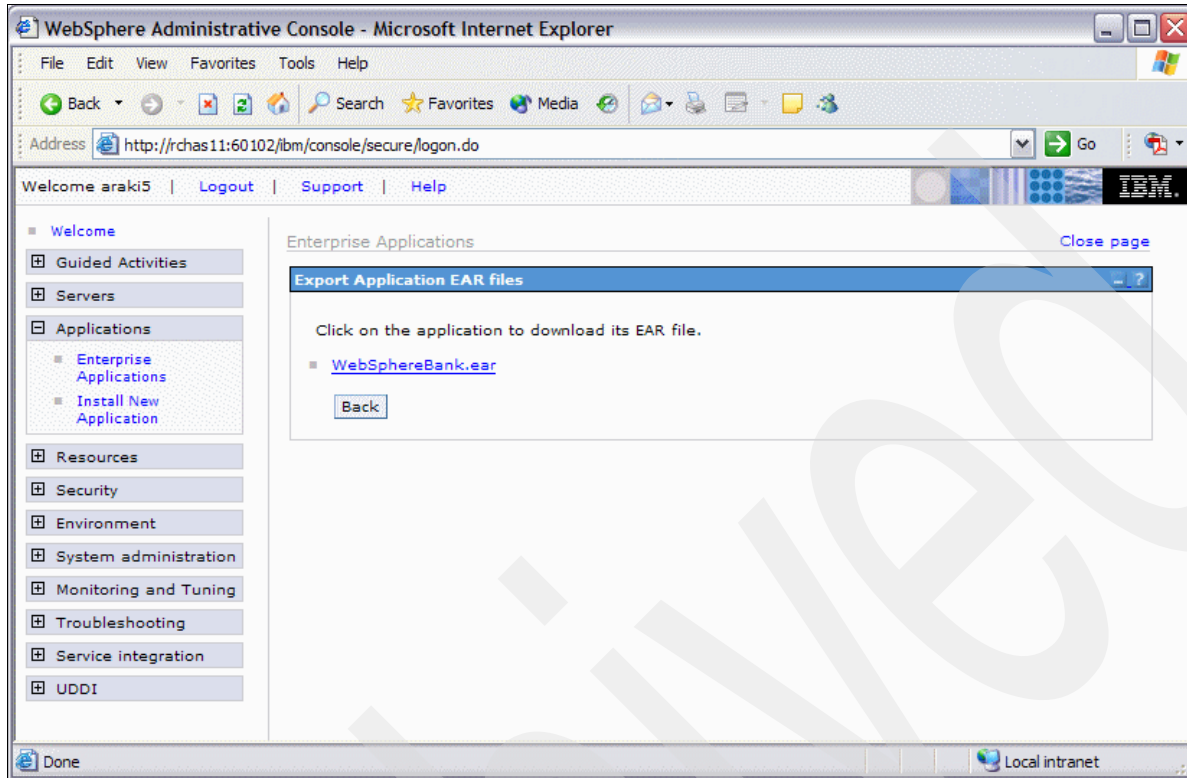 WebSphere Administrative Console - Microsoft Internet Explorer
File Edit View Favorites Tools Help
Back Search Favorites Media
Address http://rchas11:60102/ibm/console/secure/logon.do Go
Welcome araki5 | Logout | Support | Help IBM.
Welcome
Guided Activities
Servers
Applications
Enterprise
Applications
Install New
Application
Resources
Security
Environment
System administration
Monitoring and Tuning
Troubleshooting
Service integration
UDDI
Enterprise Applications Close page
Export Application EAR files ?
Click on the application to download its EAR file.
WebSphereBank.ear
Back
Done Local intranet